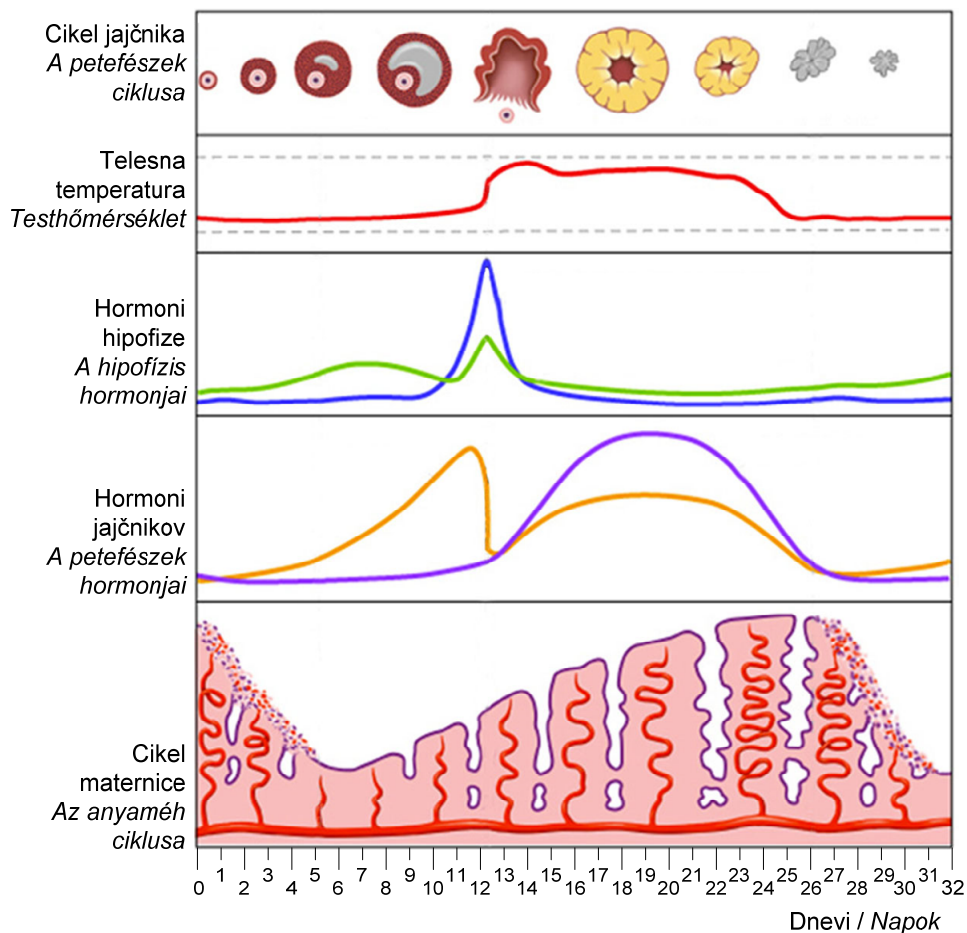 Cikel jajčnika
A petefészek
ciklusa
Telesna
temperatura
Testhőmérséklet
Hormoni
hipofize
A hipofízis
hormonjai
Hormoni
jajčnikov
A petefészek
hormonjai
Cikel
maternice
Az anyaméh
ciklusa
0 1 2 3 4 5 6 7 8 9 10 11 12 13 14 15 16 17 18 19 20 21 22 23 24 25 26 27 28 29 30 31 32
Dnevi / Napok